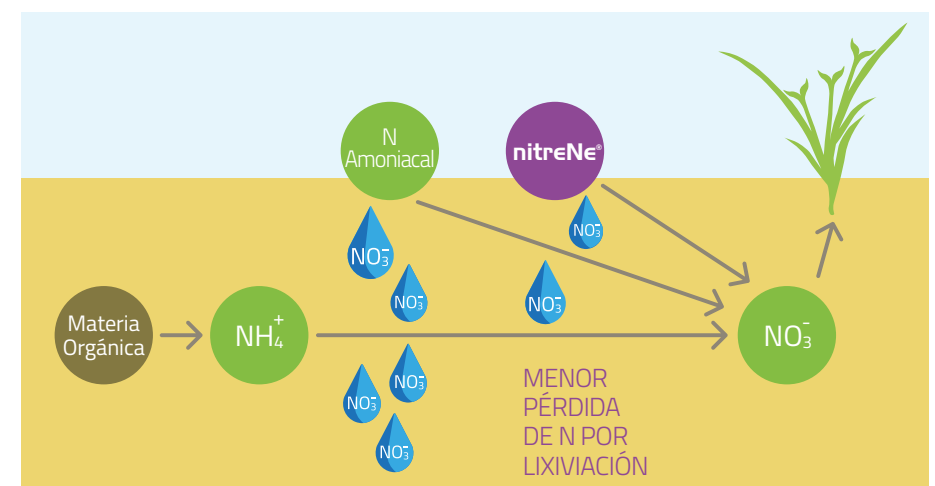 N
Amoniacal
nitreNe®
NO₃⁻
NO₃⁻
NO₃⁻
NO₃⁻
Materia
Orgánica
NH₄⁺
NO₃⁻
NO₃⁻
NO₃⁻
NO₃⁻
MENOR
PÉRDIDA
DE N POR
LIXIVIACIÓN